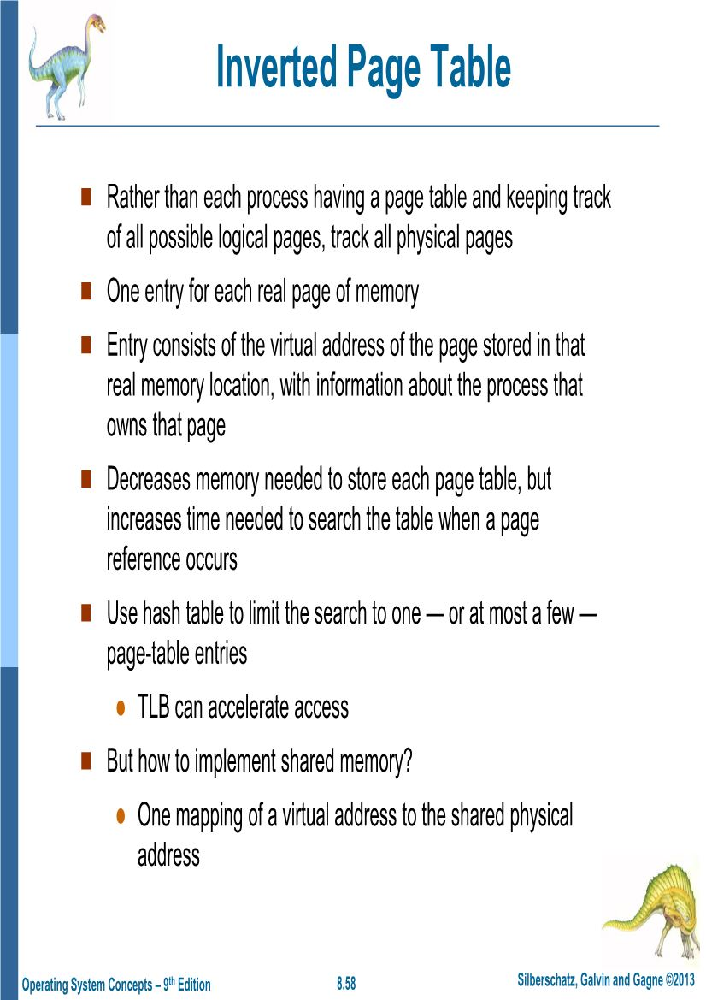 Inverted Page Table
Rather than each process having a page table and keeping track
of all possible logical pages, track all physical pages
One entry for each real page of memory
Entry consists of the virtual address of the page stored in that
real memory location, with information about the process that
owns that page
Decreases memory needed to store each page table, but
increases time needed to search the table when a page
reference occurs
Use hash table to limit the search to one — or at most a few —
page-table entries
TLB can accelerate access
But how to implement shared memory?
One mapping of a virtual address to the shared physical
address
Operating System Concepts – 9th Edition
8.58
Silberschatz, Galvin and Gagne ©2013